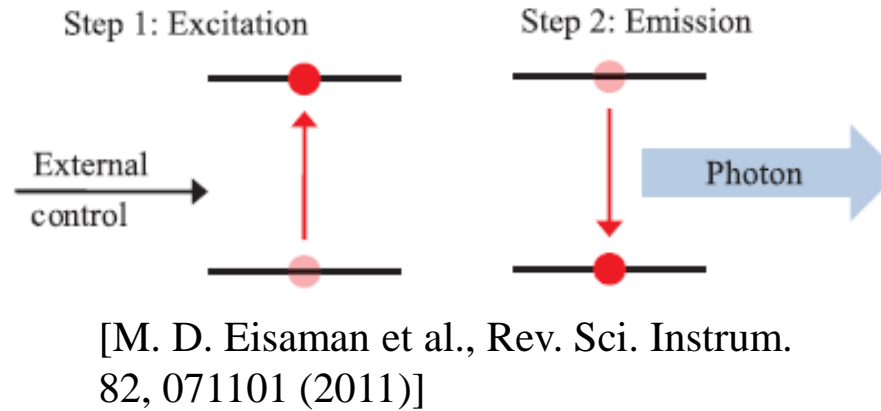 Step 1: Excitation
Step 2: Emission
External
control
Photon
[M. D. Eisaman et al., Rev. Sci. Instrum.
82, 071101 (2011)]